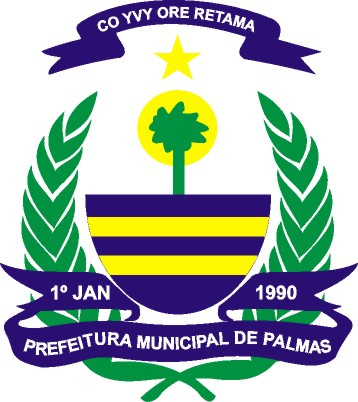 CO YVY ORE RETAMA
1º JAN 1990
PREFEITURA MUNICIPAL DE PALMAS